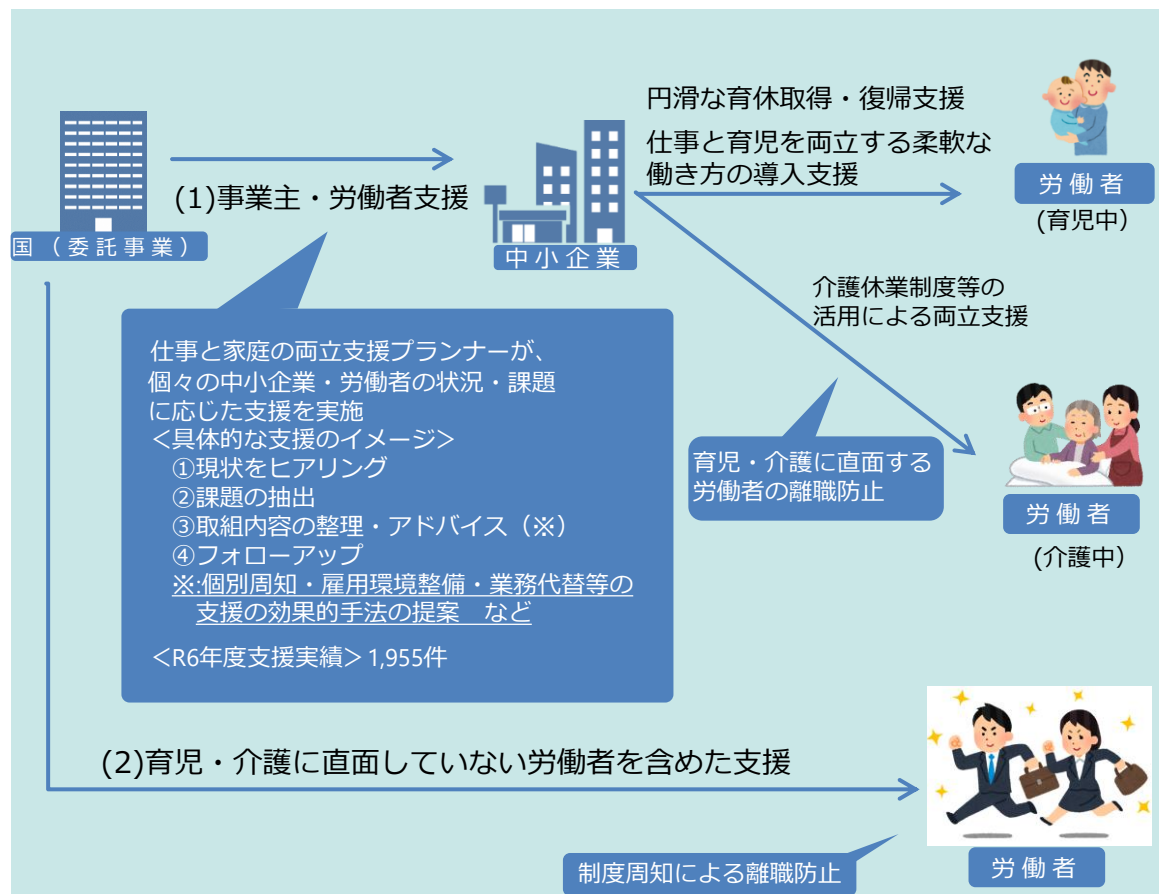 円滑な育休取得・復帰支援
仕事と育児を両立する柔軟な
働き方の導入支援
労働者
(育児中)
(1)事業主・労働者支援
国（委託事業）
中小企業
介護休業制度等の
活用による両立支援
仕事と家庭の両立支援プランナーが、
個々の中小企業・労働者の状況・課題
に応じた支援を実施
＜具体的な支援のイメージ＞
①現状をヒアリング
②課題の抽出
③取組内容の整理・アドバイス（※）
④フォローアップ
※:個別周知・雇用環境整備・業務代替等の
支援の効果的手法の提案　など
＜R6年度支援実績＞1,955件
育児・介護に直面する
労働者の離職防止
労働者
(介護中)
(2)育児・介護に直面していない労働者を含めた支援
制度周知による離職防止
労働者